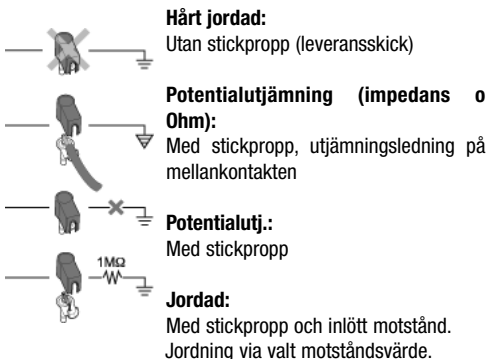 Hårt jordad:
Utan stickpropp (leveransskick)
Potentialutjämning (impedans o
Ohm):
Med stickpropp, utjämningsledning på
mellankontakten
Potentialutj.:
Med stickpropp
1MΩ
Jordad:
Med stickpropp och inlött motstånd.
Jordning via valt motståndsvärde.